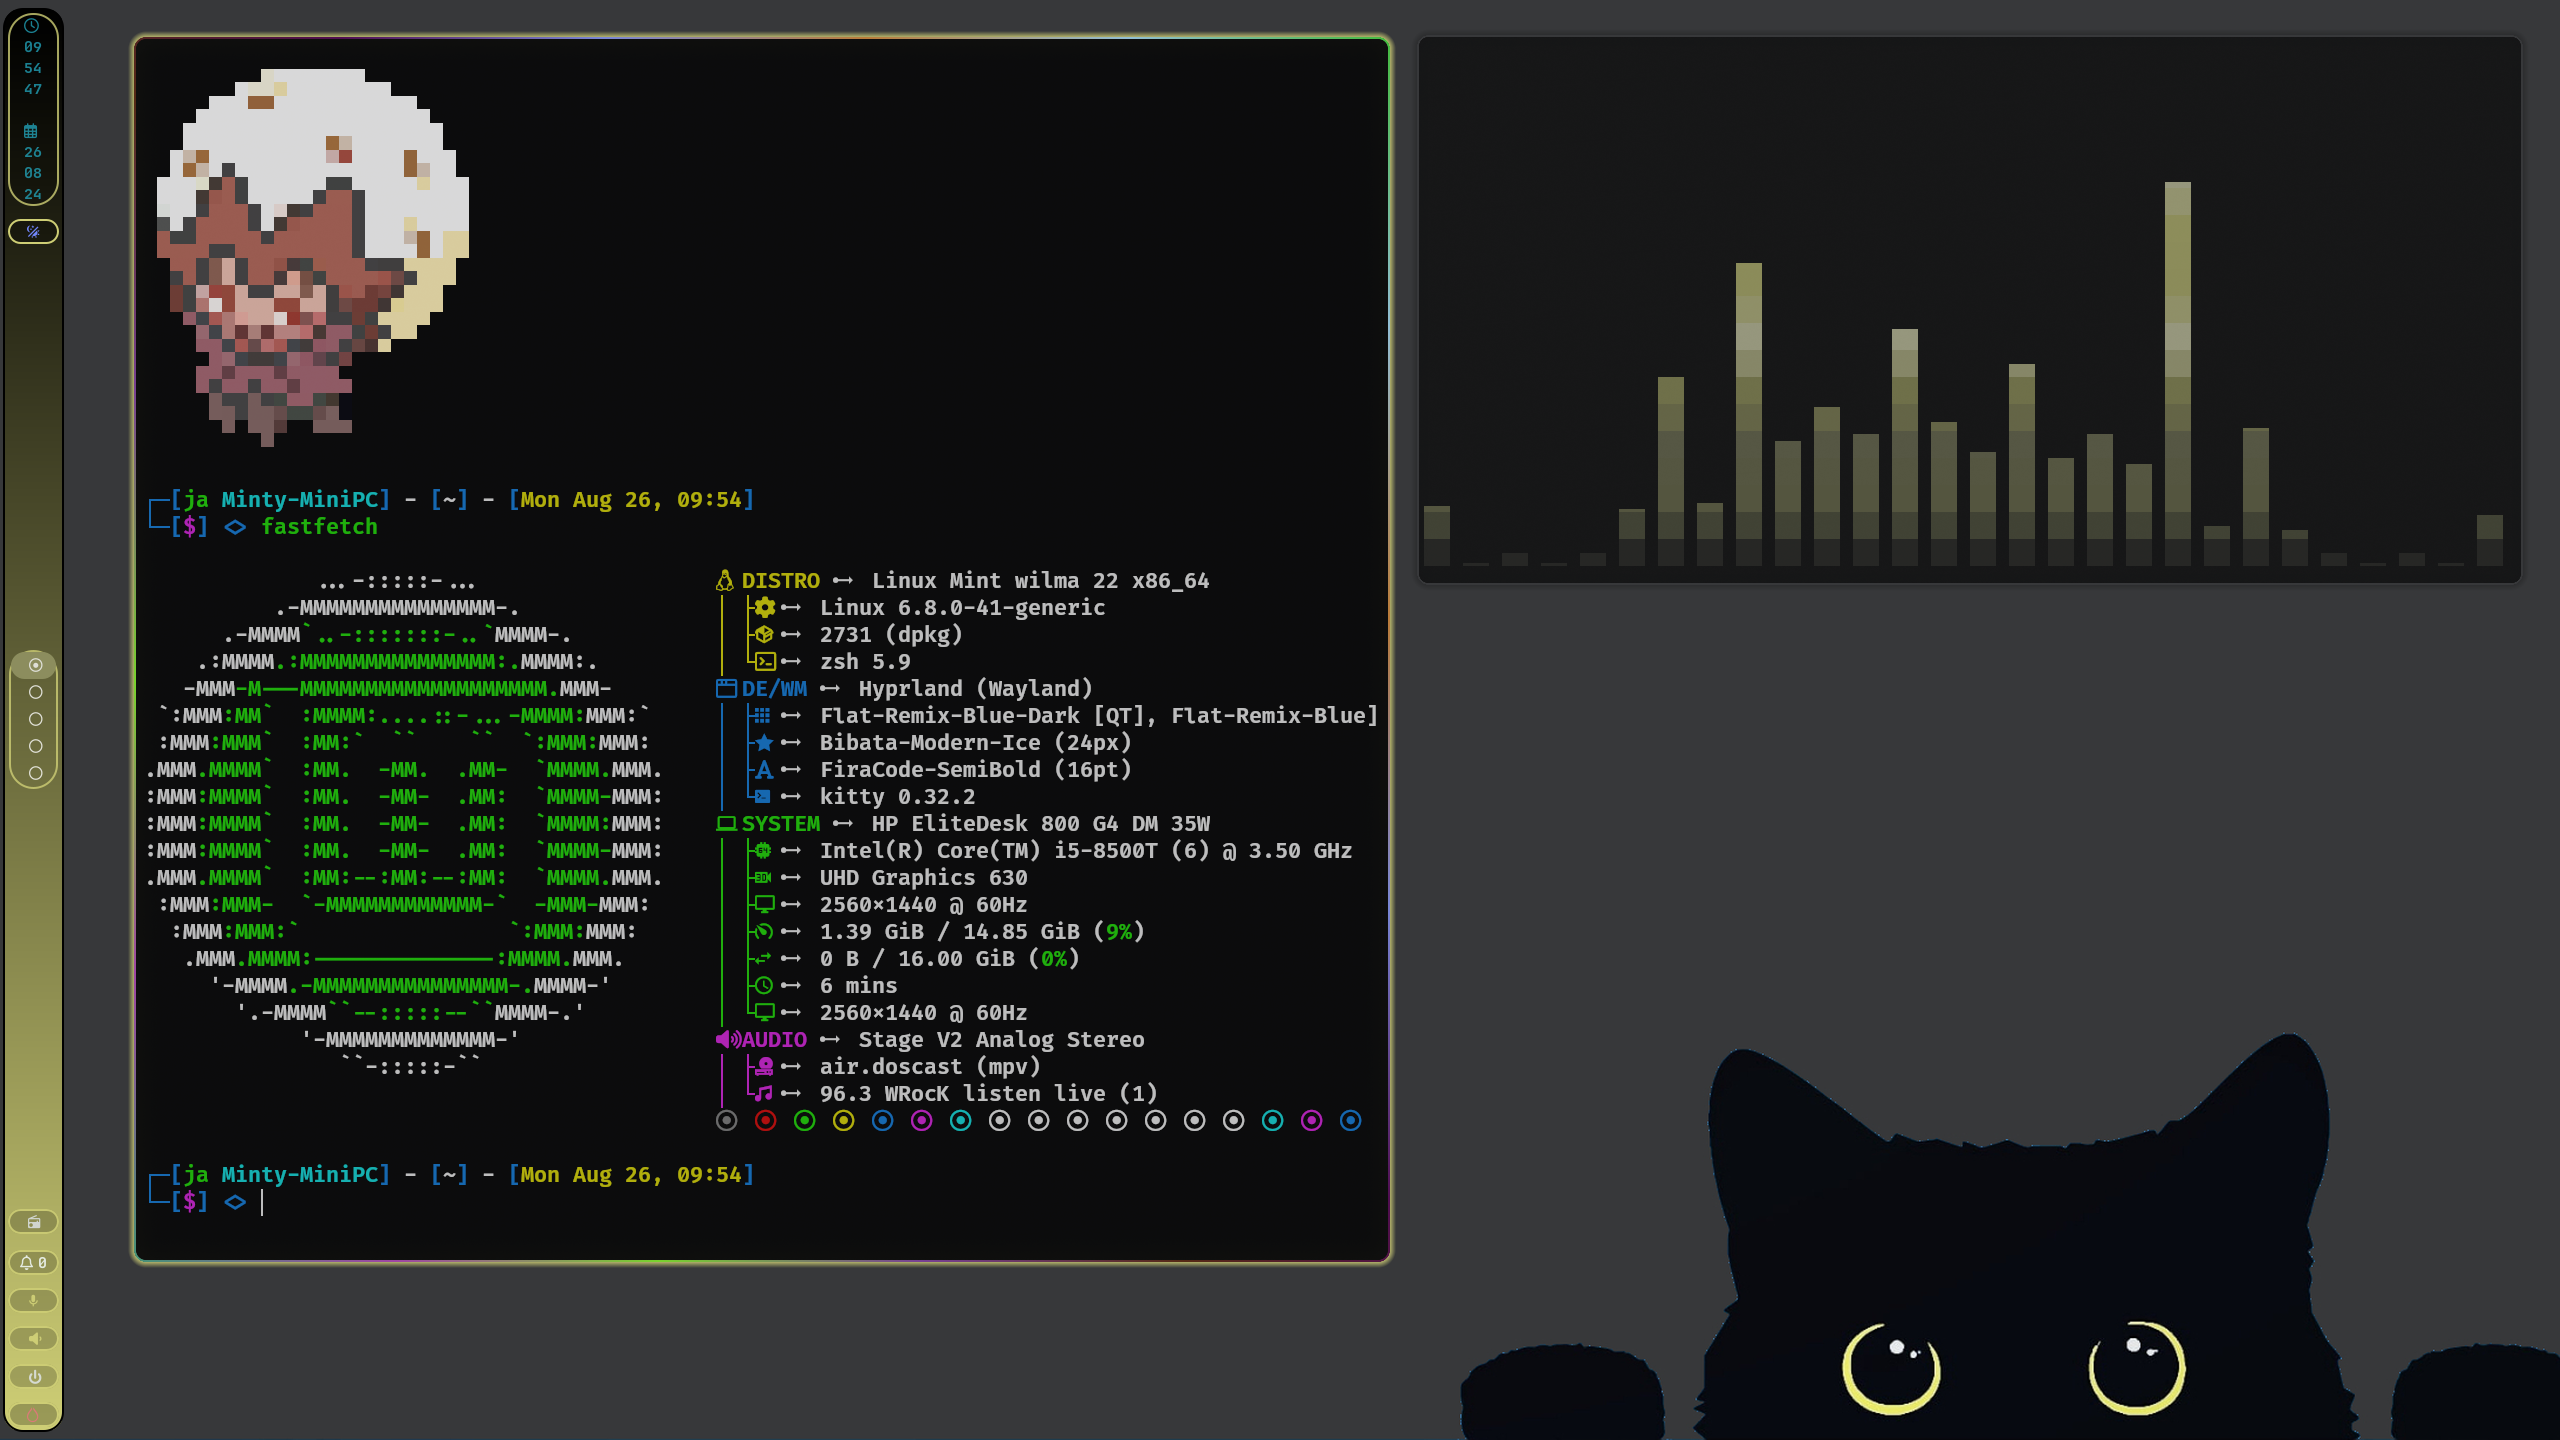 09
54
47
26
08
24
0
┌─[ja Minty-MiniPC] - [~] - [Mon Aug 26, 09:54]
└─[$] <> fastfetch
...-:::::-...
.-MMMMMMMMMMMMMMM-.
.-MMMM`..-:::::::-..`MMMM-.
.:MMMM.:MMMMMMMMMMMMMMM:.MMMM:.
-MMM-M---MMMMMMMMMMMMMMMMMMM.MMM-
`:MMM:MM`  :MMMM:....::-...-MMMM:MMM:`
:MMM:MMM`  :MM:`  ``    ``  `:MMM:MMM:
.MMM.MMMM`  :MM.  -MM.  .MM-  `MMMM.MMM.
:MMM:MMMM`  :MM.  -MM-  .MM:  `MMMM-MMM:
:MMM:MMMM`  :MM.  -MM-  .MM:  `MMMM:MMM:
:MMM:MMMM`  :MM.  -MM-  .MM:  `MMMM-MMM:
.MMM.MMMM`  :MM:--:MM:--:MM:  `MMMM.MMM.
:MMM:MMM-  `-MMMMMMMMMMMM-`  -MMM-MMM:
:MMM:MMM:`                `:MMM:MMM:
.MMM.MMMM:--------------:MMMM.MMM.
'-MMMM.-MMMMMMMMMMMMMMM-.MMMM-'
'.-MMMM``--:::::--``MMMM-.'
'-MMMMMMMMMMMMM-'
``-:::::-``
DISTRO Linux Mint wilma 22 x86_64
Linux 6.8.0-41-generic
2731 (dpkg)
zsh 5.9
DE/WM Hyprland (Wayland)
Flat-Remix-Blue-Dark [QT], Flat-Remix-Blue]
Bibata-Modern-Ice (24px)
FiraCode-SemiBold (16pt)
kitty 0.32.2
SYSTEM HP EliteDesk 800 G4 DM 35W
Intel(R) Core(TM) i5-8500T (6) @ 3.50 GHz
UHD Graphics 630
2560×1440 @ 60Hz
1.39 GiB / 14.85 GiB (9%)
0 B / 16.00 GiB (0%)
6 mins
2560×1440 @ 60Hz
AUDIO Stage V2 Analog Stereo
air.doscast (mpv)
96.3 WRocK listen live (1)
┌─[ja Minty-MiniPC] - [~] - [Mon Aug 26, 09:54]
└─[$] <>